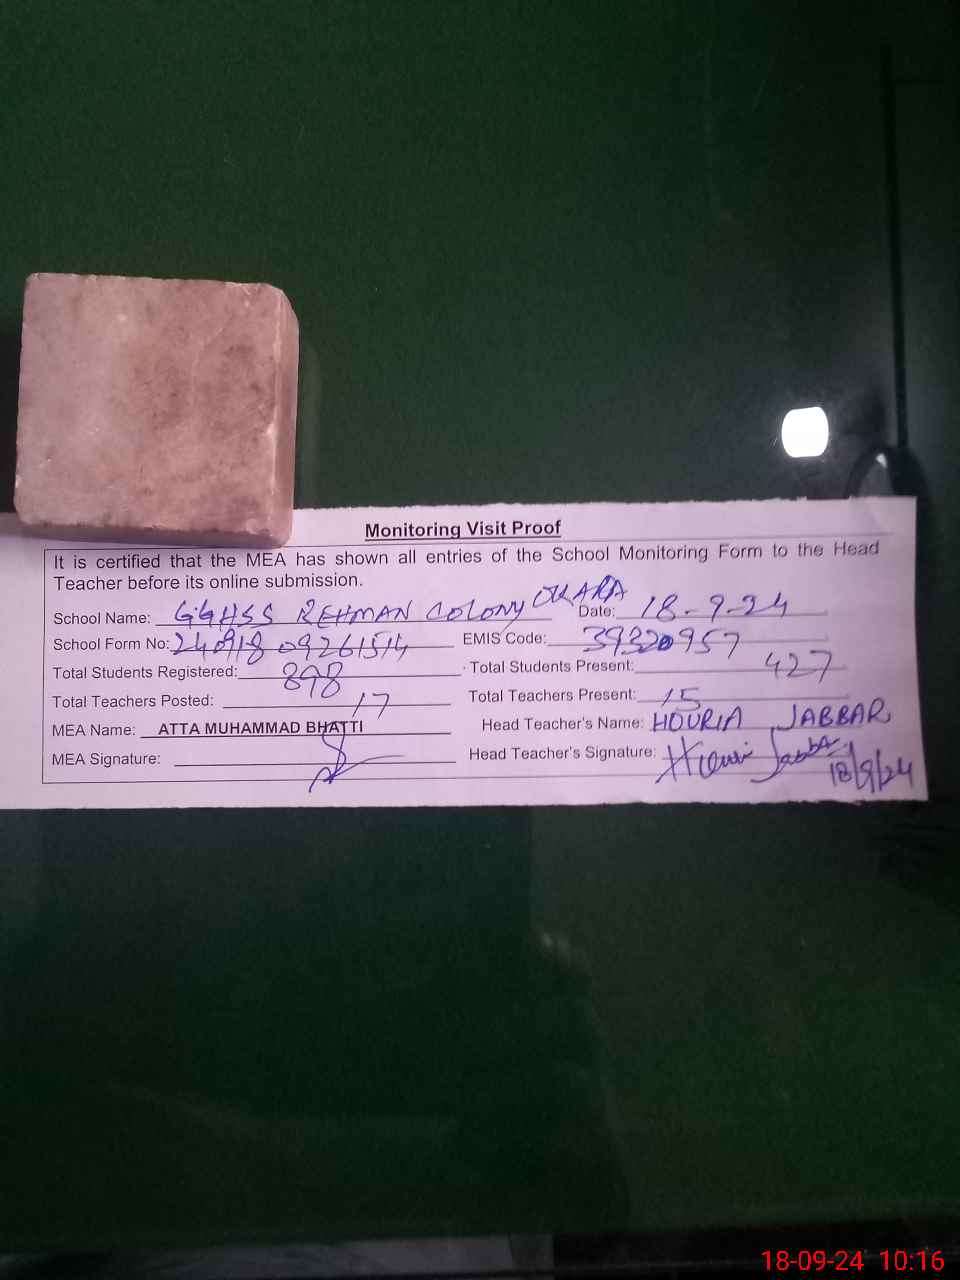 Monitoring Visit Proof
It is certified that the MEA has shown all entries of the School Monitoring Form to the Head
Teacher before its online submission.
School Name: GGHSS REHMAN COLONY OKARA Date: 18-9-24
School Form No: 240918 09261514 EMIS Code: 39320957
Total Students Registered: 898 Total Students Present: 427
Total Teachers Posted: 17 Total Teachers Present: 15
MEA Name: ATTA MUHAMMAD BHATTI Head Teacher's Name: HOURIA JABBAR
MEA Signature: Head Teacher's Signature: Houria Jabbar
18/9/24
18-09-24 10:16